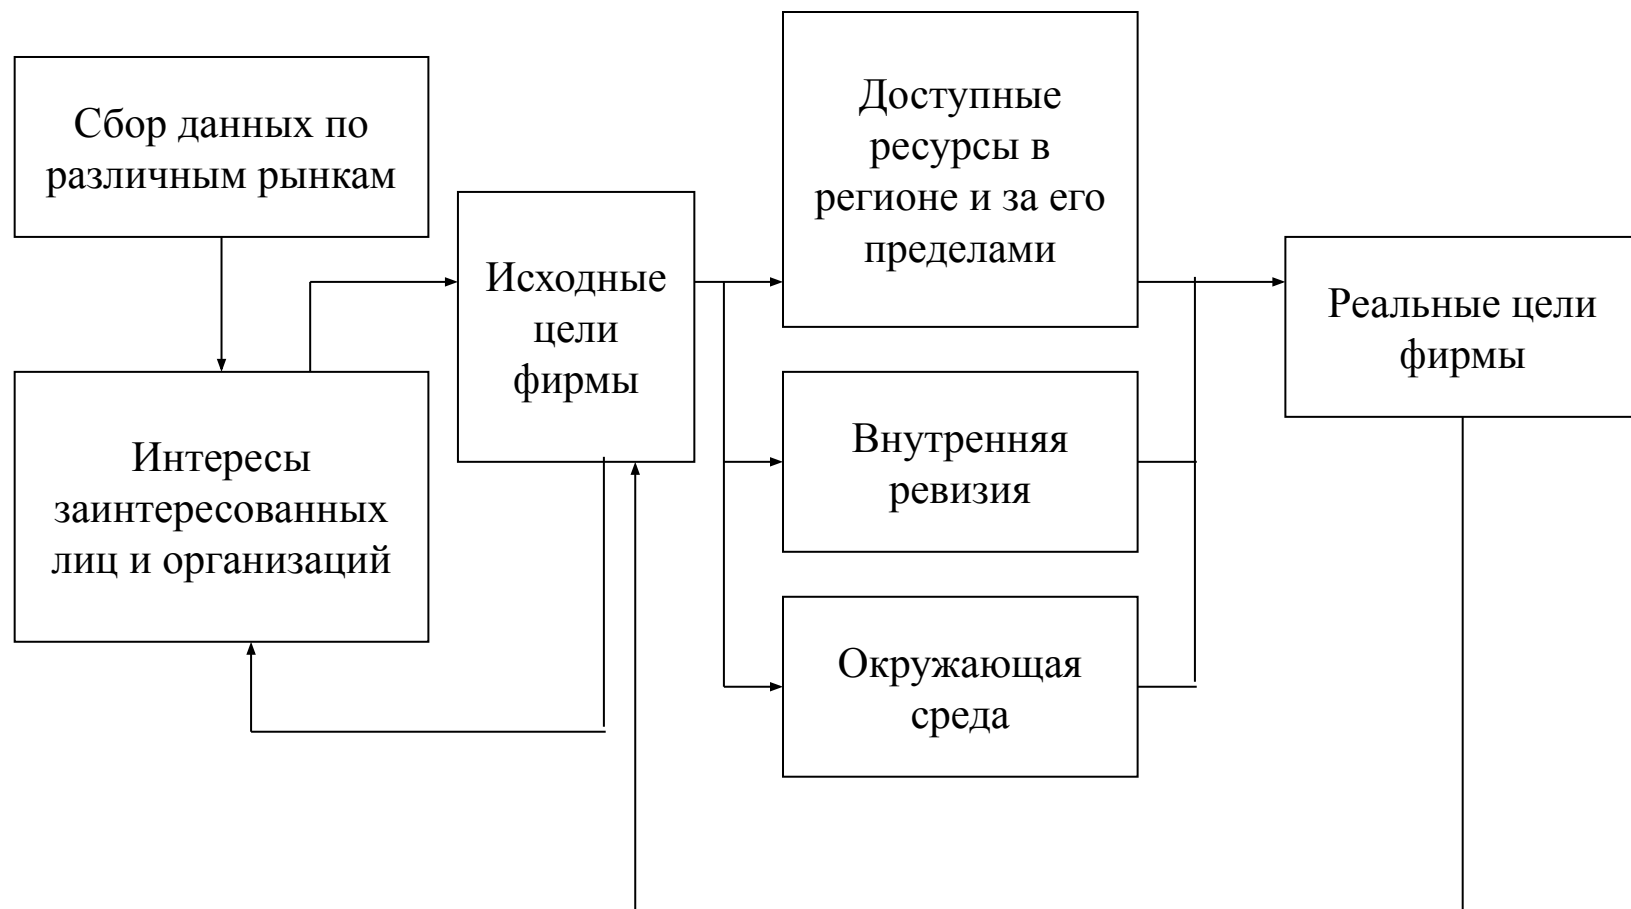 Сбор данных по
различным рынкам
Интересы
заинтересованных
лиц и организаций
Исходные
цели
фирмы
Доступные
ресурсы в
регионе и за его
пределами
Внутренняя
ревизия
Окружающая
среда
Реальные цели
фирмы